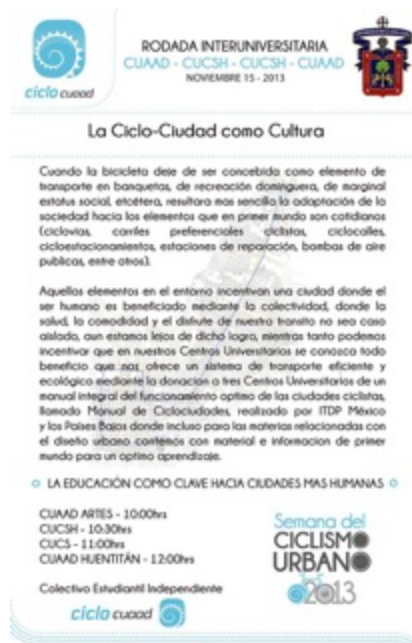 ciclo cuaad
RODADA INTERUNIVERSITARIA
CUAAD - CUCSH - CUCSH - CUAAD
NOVIEMBRE 15 - 2013
La Ciclo-Ciudad como Cultura
Cuando la bicicleta deje de ser concebida como elemento de
transporte en banquetas, de recreación dominguera, de marginal
estatus social, etcétera, resultara mas sencilla la adaptación de la
sociedad hacia los elementos que en primer mundo son cotidianos
(ciclovias, carriles preferenciales ciclistas, ciclocalles,
cicloestacionamientos, estaciones de reparación, bombas de aire
publicas, entre otros).
Aquellos elementos en el entorno incentivan una ciudad donde el
ser humano es beneficiado mediante la colectividad, donde la
salud, la comodidad y el disfrute de nuestro transito no sea caso
aislado, aun estamos lejos de dicho logro, mientras tanto podemos
incentivar que en nuestros Centros Universitarios se conozca todo
beneficio que nos ofrece un sistema de transporte eficiente y
ecológico mediante la donación a tres Centros Universitarios de un
manual integral del funcionamiento optimo de las ciudades ciclistas,
llamado Manual de Ciclociudades, realizado por ITDP México
y los Países Bajos donde incluso para las materias relacionadas con
el diseño urbano contemos con material e informacion de primer
mundo para un optimo aprendizaje.
LA EDUCACIÓN COMO CLAVE HACIA CIUDADES MAS HUMANAS
CUAAD ARTES - 10:00hrs
CUCSH - 10:30hrs
CUCS - 11:00hrs
CUAAD HUENTITÁN - 12:00hrs
Semana del
CICLISMO
URBANO
2013
Colectivo Estudiantil Independiente
ciclo cuaad